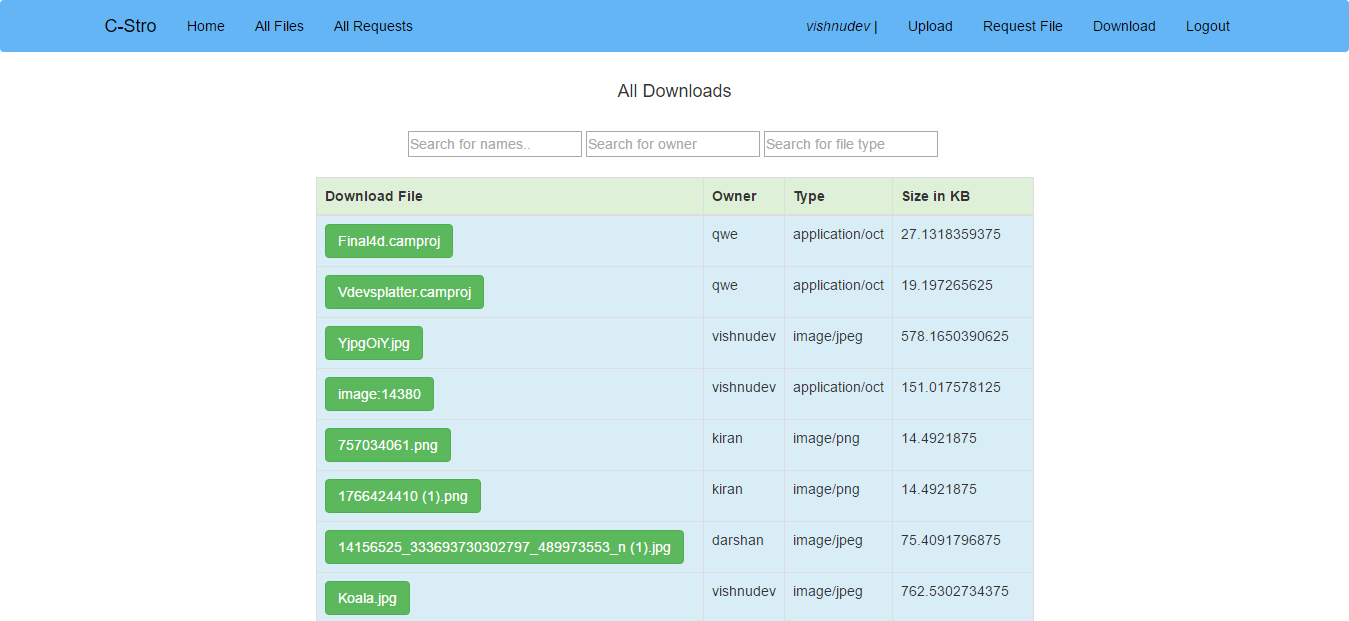 C-Stro Home All Files All Requests vishnudev | Upload Request File Download Logout
All Downloads
Search for names.. Search for owner Search for file type
Download File Owner Type Size in KB
Final4d.camproj qwe application/oct 27.1318359375
Vdevsplatter.camproj qwe application/oct 19.197265625
YjpgOiY.jpg vishnudev image/jpeg 578.1650390625
image:14380 vishnudev application/oct 151.017578125
757034061.png kiran image/png 14.4921875
1766424410 (1).png kiran image/png 14.4921875
14156525_333693730302797_489973553_n (1).jpg darshan image/jpeg 75.4091796875
Koala.jpg vishnudev image/jpeg 762.5302734375